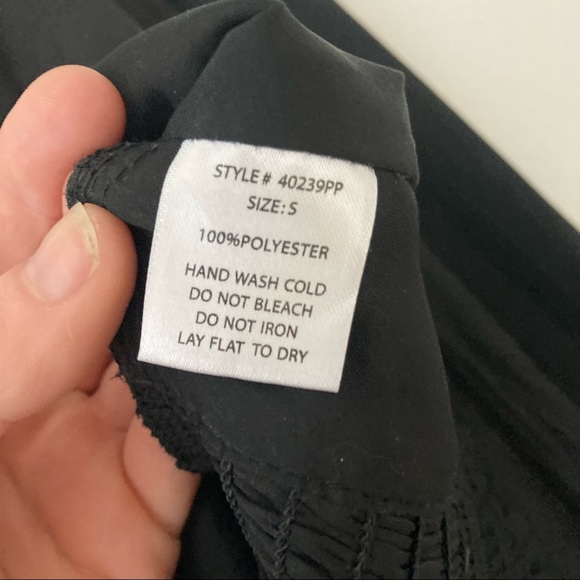 STYLE# 40239PP
SIZE: S
100%POLYESTER
HAND WASH COLD
DO NOT BLEACH
DO NOT IRON
LAY FLAT TO DRY